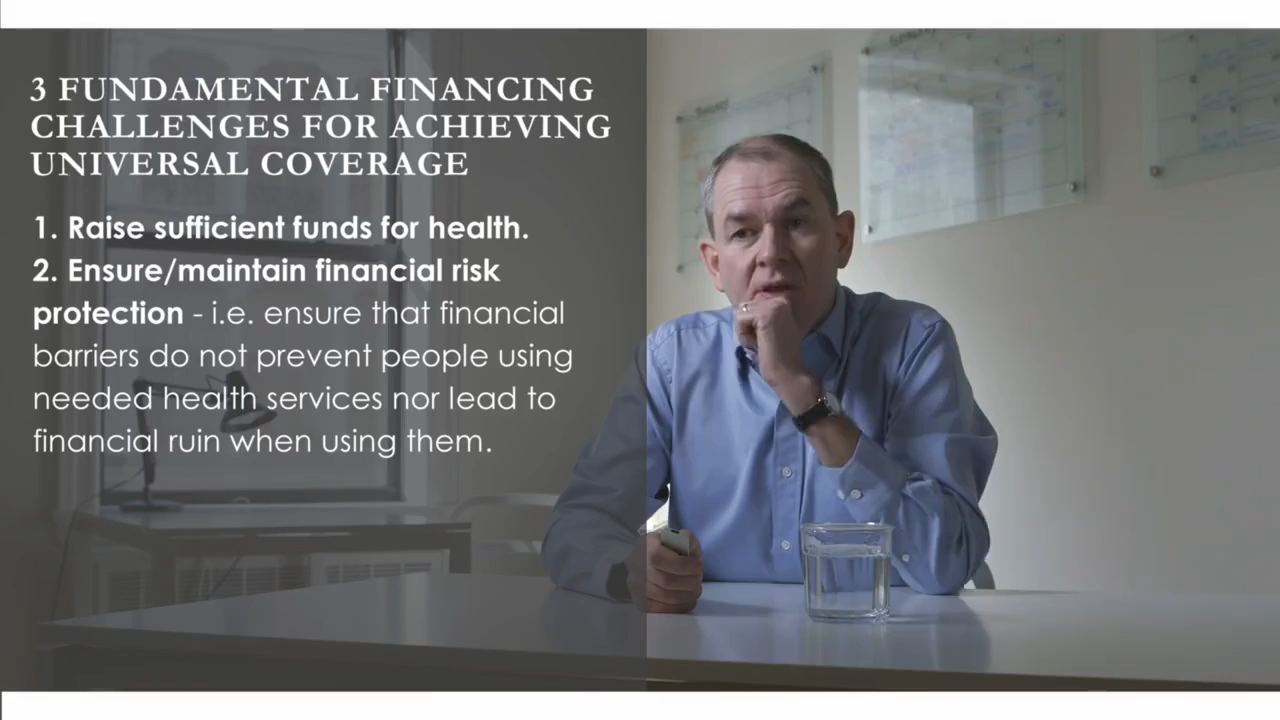 3 FUNDAMENTAL FINANCING
CHALLENGES FOR ACHIEVING
UNIVERSAL COVERAGE
1. Raise sufficient funds for health.
2. Ensure/maintain financial risk
protection - i.e. ensure that financial
barriers do not prevent people using
needed health services nor lead to
financial ruin when using them.